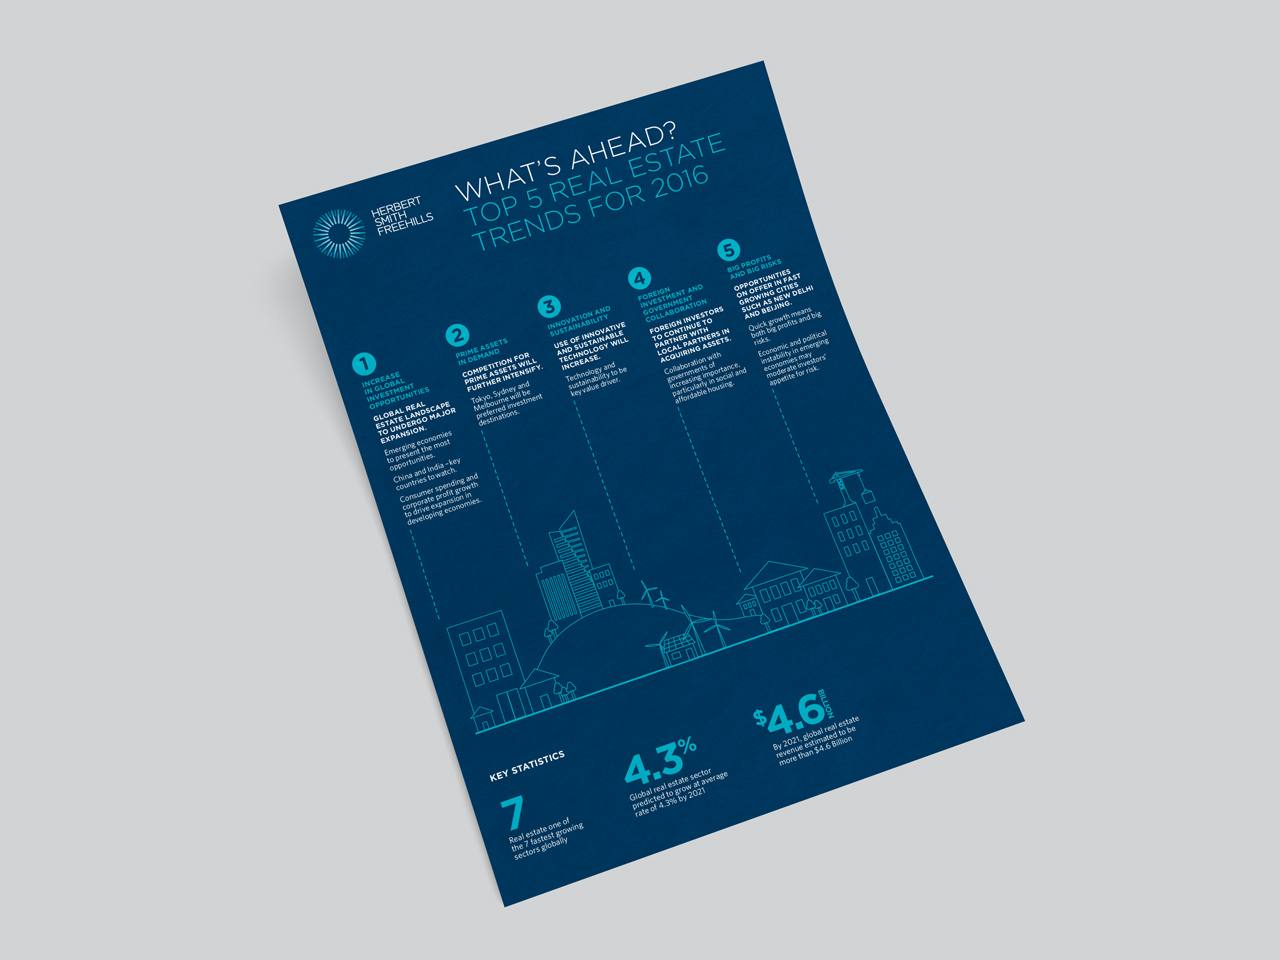 HERBERT
SMITH
FREEHILLS
WHAT'S AHEAD?
TOP 5 REAL ESTATE
TRENDS FOR 2016
1
INCREASE
IN GLOBAL
INVESTMENT
OPPORTUNITIES
GLOBAL REAL
ESTATE LANDSCAPE
TO UNDERGO MAJOR
EXPANSION.
Emerging economies
to present the most
opportunities.
China and India – key
countries to watch.
Consumer spending and
corporate profit growth
to drive expansion in
developing economies.
2
PRIME ASSETS
IN DEMAND
COMPETITION FOR
PRIME ASSETS WILL
FURTHER INTENSIFY.
Tokyo, Sydney and
Melbourne will be
preferred investment
destinations.
3
INNOVATION AND
SUSTAINABILITY
USE OF INNOVATIVE
AND SUSTAINABLE
TECHNOLOGY WILL
INCREASE.
Technology and
sustainability to be
key value driver.
4
FOREIGN
INVESTMENT AND
GOVERNMENT
COLLABORATION
FOREIGN INVESTORS
TO CONTINUE TO
PARTNER WITH
LOCAL PARTNERS IN
ACQUIRING ASSETS.
Collaboration with
governments of
increasing importance,
particularly in social and
affordable housing.
5
BIG PROFITS
AND BIG RISKS
OPPORTUNITIES
ON OFFER IN FAST
GROWING CITIES
SUCH AS NEW DELHI
AND BEIJING.
Quick growth means
both big profits and big
risks.
Economic and political
instability in emerging
economies may
moderate investors'
appetite for risk.
KEY STATISTICS
7
Real estate one of
the 7 fastest growing
sectors globally
4.3%
Global real estate sector
predicted to grow at average
rate of 4.3% by 2021
$4.6 BILLION
By 2021, global real estate
revenue estimated to be
more than $4.6 Billion